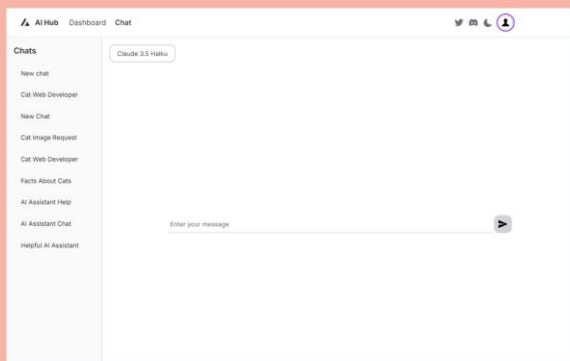 AI Hub Dashboard Chat
Chats
Claude 3.5 Haiku
New chat
Cat Web Developer
New Chat
Cat Image Request
Cat Web Developer
Facts About Cats
AI Assistant Help
AI Assistant Chat
Helpful AI Assistant
Enter your message